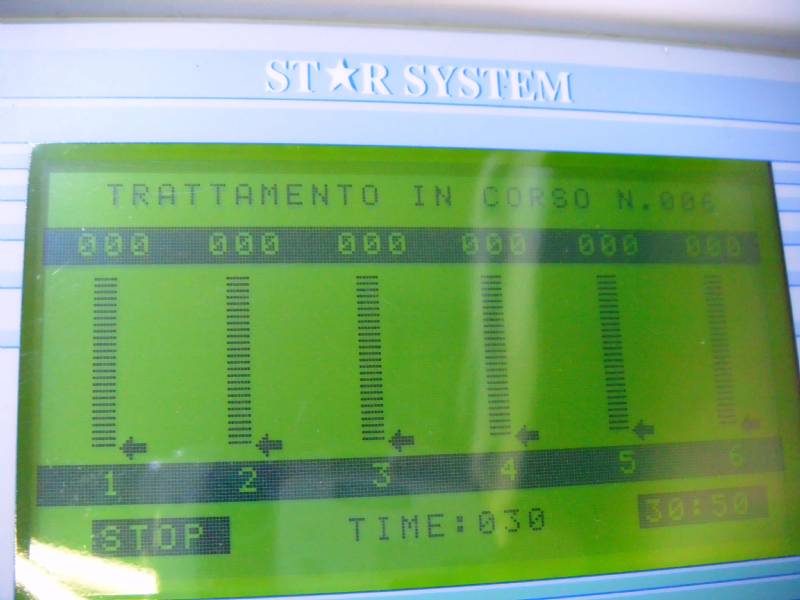 ST★R SYSTEM
TRATTAMENTO IN CORSO N.006
000 000 000 000 000 000
1 2 3 4 5 6
STOP TIME:030 30:50